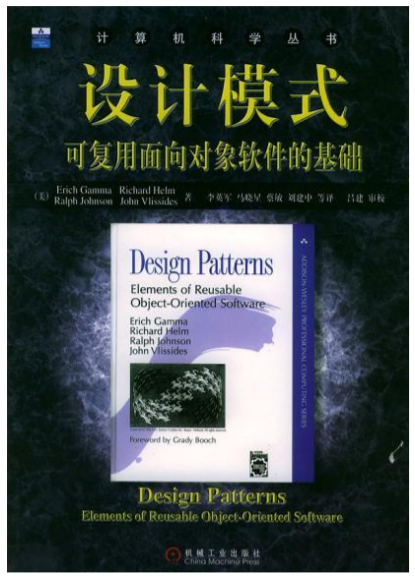 计算机科学丛书
设计模式
可复用面向对象软件的基础
(美) Erich Gamma Richard Helm
Ralph Johnson John Vlissides 著 李英军 马晓星 蔡敏 刘建中 等译 吕建 审校
Design Patterns
Elements of Reusable
Object-Oriented Software
Erich Gamma
Richard Helm
Ralph Johnson
John Vlissides
Foreword by Grady Booch
ADDISON-WESLEY PROFESSIONAL COMPUTING SERIES
Design Patterns
Elements of Reusable Object-Oriented Software
机械工业出版社
China Machine Press